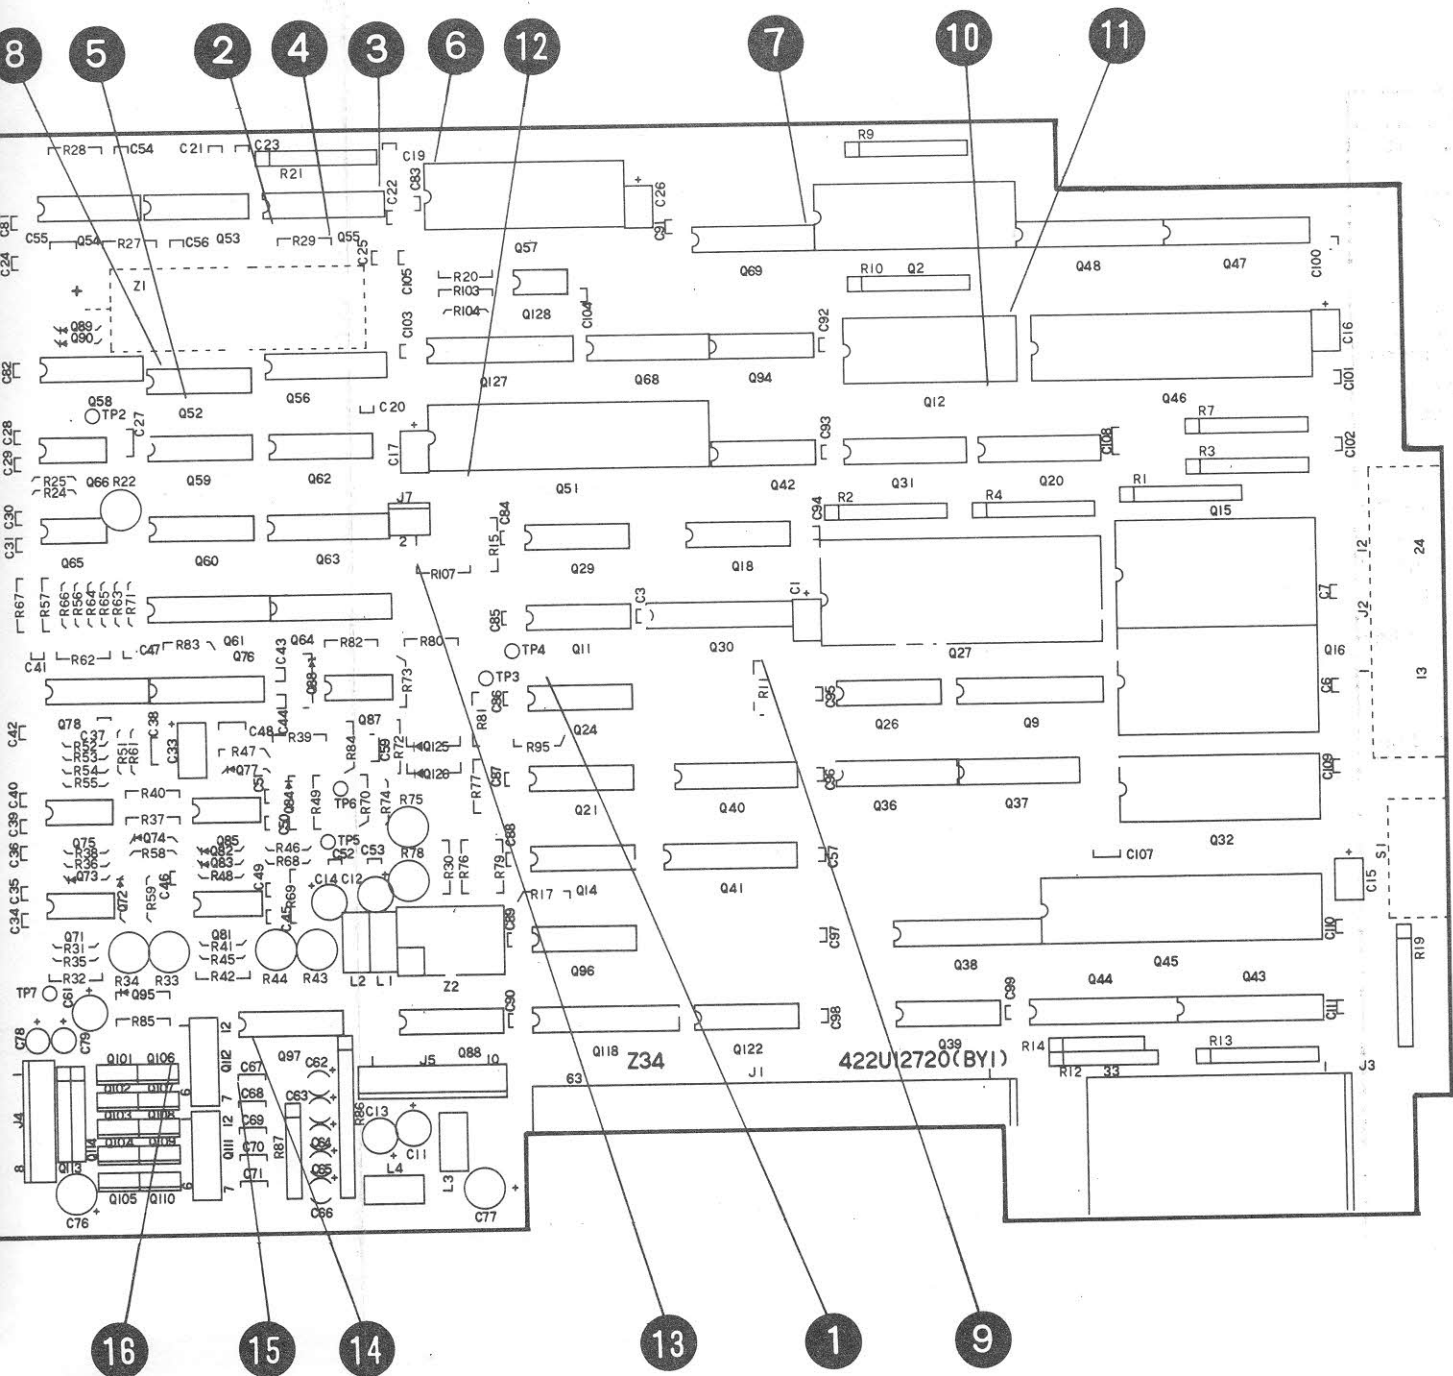 8 5 2 4 3 6 12 7 10 11
R28 C54 C21 C23 C19 R9
R21 C22 C83 C26
C81 C91
C55 Q54 R27 C56 Q53 R29 Q55 Q57
C24 C25 C105 Q69 Q48 Q47 C100
Z1 R20 R10 Q2
R103
R104 Q128 C104
+
Q89 C103 C92 C16
Q90
C82 Q127 Q68 Q94 C101
Q58 Q52 Q56 C20 Q12 Q46
TP2 C27 R7
C28 C17 C93 C108 C102
C29 R3
R25 Q66 R22 Q59 Q62 Q51 Q42 Q31 Q20
R24 J7 R2 R4 R1
C30 C84 C94 Q15
C31 2 R15 12 24
Q65 Q60 Q63 R107 Q29 Q18
R67 R57 R66 R56 R64 R65 R63 R71 C3 C1 C7 J2
C85
R83 Q61 Q64 R82 R80 Q11 Q30 Q27 Q16
C41 R62 C47 Q76 C43 TP4
Q88 R73 TP3 R11 1 13
C44 R81 C86 C95 C6
C42 Q78 C37 C38 C33 C48 R39 Q87 Q24 Q26 Q9
R52 R51 R61 R84 C59 R72 Q125 R95
R53 R47
R54 Q77 Q126 C87 C96 C109
R55 C51 Q84 R49 R70 R74 R77
C40 R40 TP6 R75 Q21 Q40 Q36 Q37
C39 R37 C50
Q75 Q74 Q85 TP5 C88 Q32
C36 R38 R58 Q82 R46 C52 C53 R78 C57 C107 S1
R36 Q83 R68 R30 R76 R79
Q73 R48 C49 C14 C12 Q14 Q41 C15
C35 Q72 R59 C46 R69 R17
C34 C45 C89 C97 C110
Q71 Q81
R31 R41
R35 R45 Q96 Q38 Q45 R19
R32 R34 R33 R42 R44 R43 L2 L1 Z2 Q44 Q43
TP7 C61 Q95 C90 C98 C99 C111
C78 C79 R85 12 Q97 Q88 Q118 Q122 Q39 R14 R13
Q101 Q106 Q112 C67 C62 1 J5 10 Z34 J1 422U12720(BY1) R12 33 1 J3
1 Q102 Q107 6 7 C68 C63 63 1
J4 Q103 Q108 12 C69 R86 C13
Q114 Q104 Q109 Q111 C70 R87 C64 C11
8 Q113 C71 C65 L4 L3
Q105 Q110 6 7 C66
C76 C77
16 15 14 13 1 9